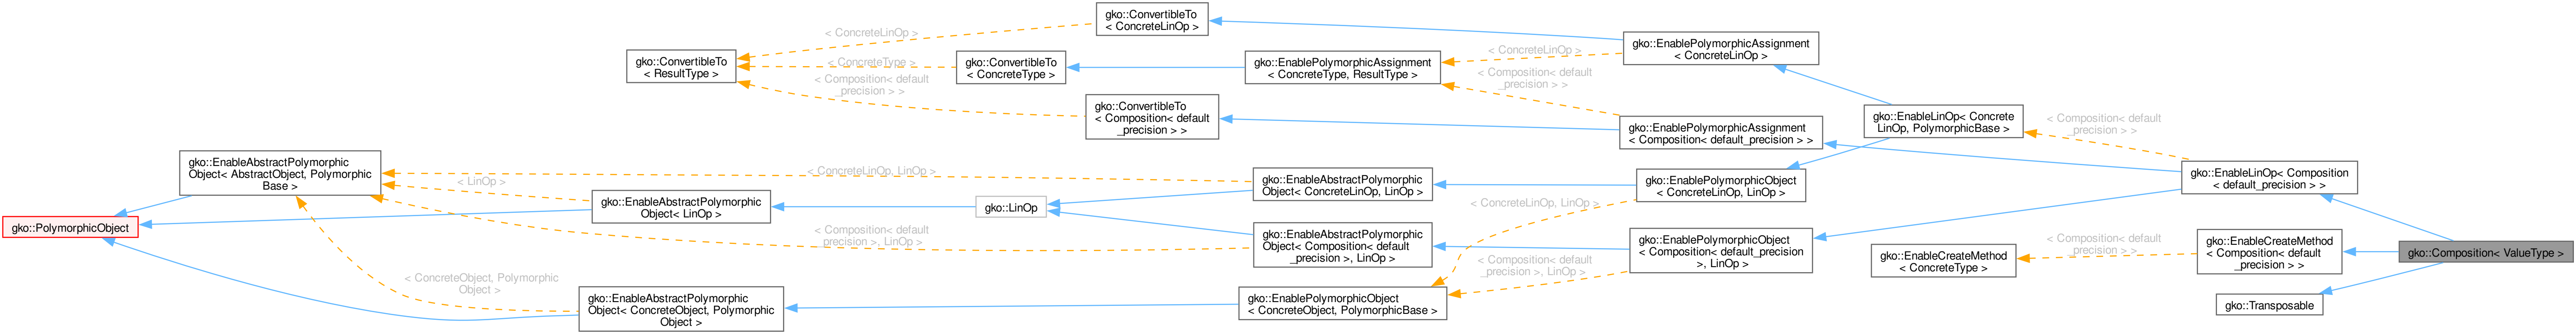 gko::ConvertibleTo
< ConcreteLinOp >
< ConcreteLinOp >
gko::EnablePolymorphicAssignment
< ConcreteLinOp >
< ConcreteLinOp >
gko::ConvertibleTo
< ResultType >
< ConcreteType >
gko::ConvertibleTo
< ConcreteType >
gko::EnablePolymorphicAssignment
< ConcreteType, ResultType >
< Composition< default
_precision > >
< Composition< default
_precision > >
gko::ConvertibleTo
< Composition< default
_precision > >
gko::EnablePolymorphicAssignment
< Composition< default_precision > >
gko::EnableLinOp< Concrete
LinOp, PolymorphicBase >
< Composition< default
_precision > >
gko::EnableAbstractPolymorphic
Object< AbstractObject, Polymorphic
Base >
< ConcreteLinOp, LinOp >
< LinOp >
gko::EnableAbstractPolymorphic
Object< ConcreteLinOp, LinOp >
gko::EnablePolymorphicObject
< ConcreteLinOp, LinOp >
gko::EnableLinOp< Composition
< default_precision > >
gko::PolymorphicObject
gko::EnableAbstractPolymorphic
Object< LinOp >
gko::LinOp
< ConcreteLinOp, LinOp >
< Composition< default
_precision >, LinOp >
gko::EnableAbstractPolymorphic
Object< Composition< default
_precision >, LinOp >
gko::EnablePolymorphicObject
< Composition< default_precision
>, LinOp >
< Composition< default
_precision >, LinOp >
gko::EnableCreateMethod
< ConcreteType >
< Composition< default
_precision > >
gko::EnableCreateMethod
< Composition< default
_precision > >
gko::Composition< ValueType >
< ConcreteObject, Polymorphic
Object >
gko::EnableAbstractPolymorphic
Object< ConcreteObject, Polymorphic
Object >
gko::EnablePolymorphicObject
< ConcreteObject, PolymorphicBase >
gko::Transposable